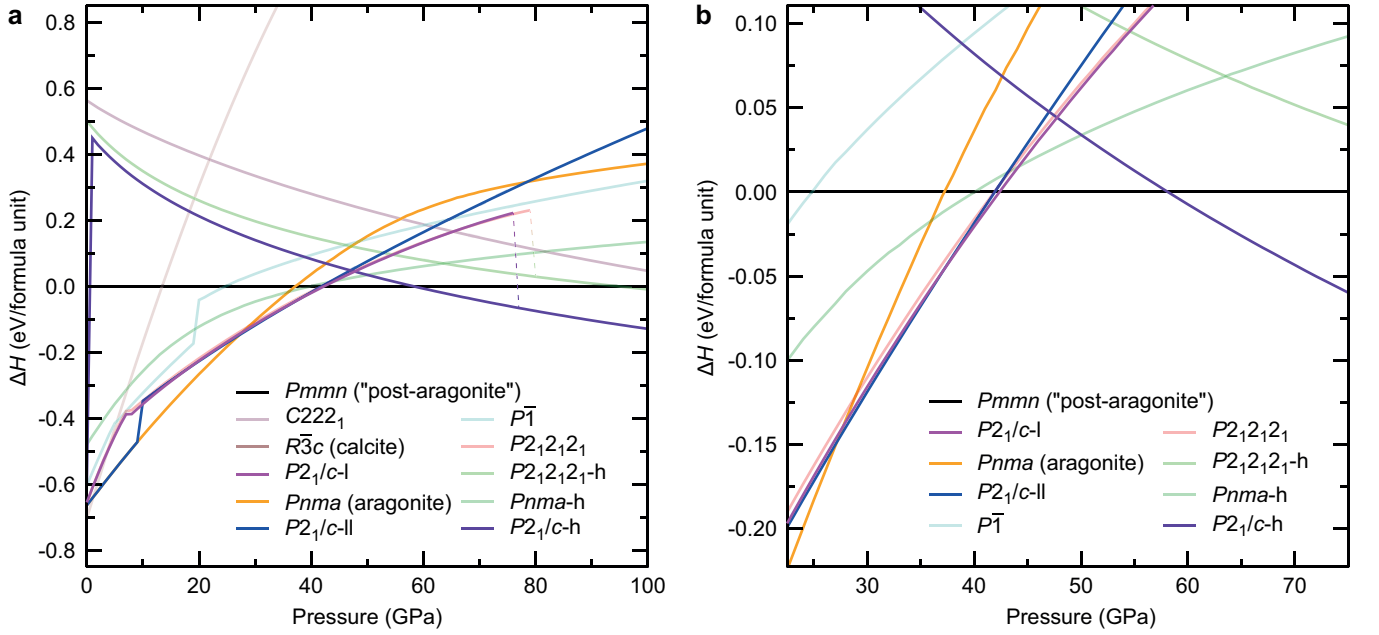 a
0.8
0.6
0.4
0.2
0.0
-0.2
-0.4
-0.6
-0.8
ΔH (eV/formula unit)
0 20 40 60 80 100
Pressure (GPa)
Pmmn ("post-aragonite")
C222₁
R3̅c (calcite)
P2₁/c-I
Pnma (aragonite)
P2₁/c-II
P1̅
P2₁2₁2₁
P2₁2₁2₁-h
Pnma-h
P2₁/c-h
b
0.10
0.05
0.00
-0.05
-0.10
-0.15
-0.20
ΔH (eV/formula unit)
30 40 50 60 70
Pressure (GPa)
Pmmn ("post-aragonite")
P2₁/c-I
Pnma (aragonite)
P2₁/c-II
P1̅
P2₁2₁2₁
P2₁2₁2₁-h
Pnma-h
P2₁/c-h